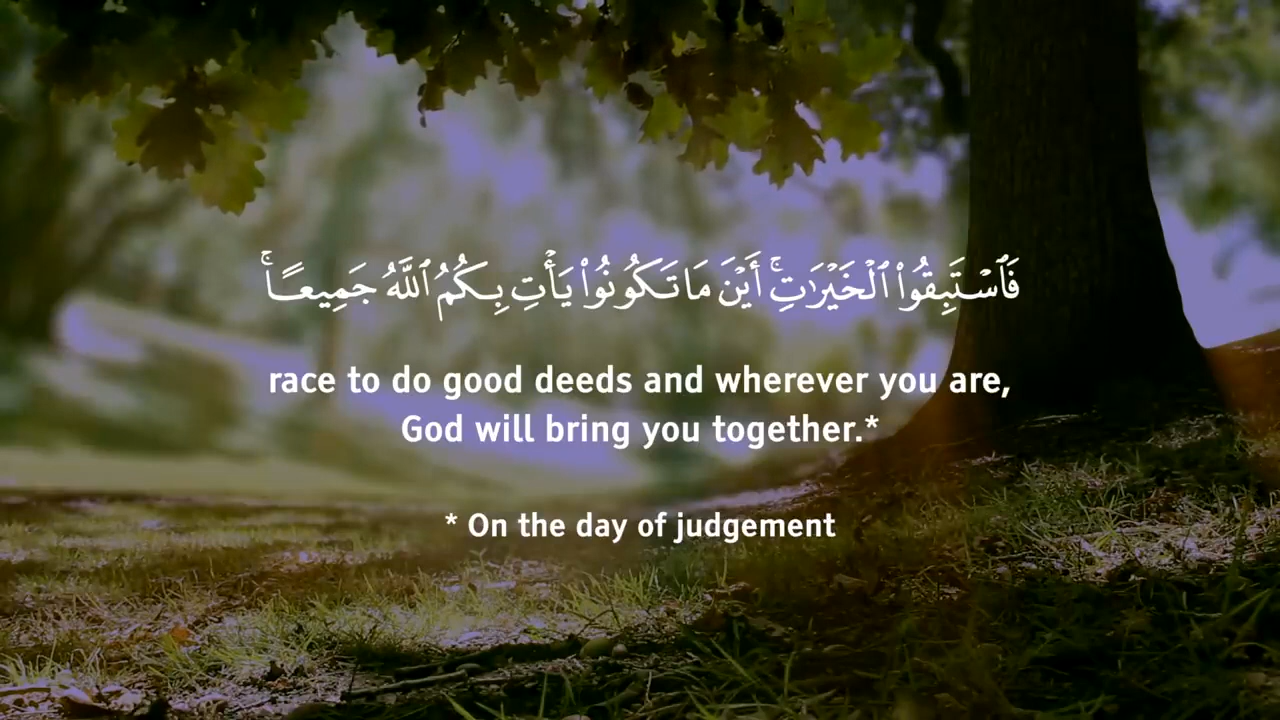 فَٱسْتَبِقُوا۟ ٱلْخَيْرَٰتِ ۚ أَيْنَ مَا تَكُونُوا۟ يَأْتِ بِكُمُ ٱللَّهُ جَمِيعًا ۚ
race to do good deeds and wherever you are,
God will bring you together.*
* On the day of judgement